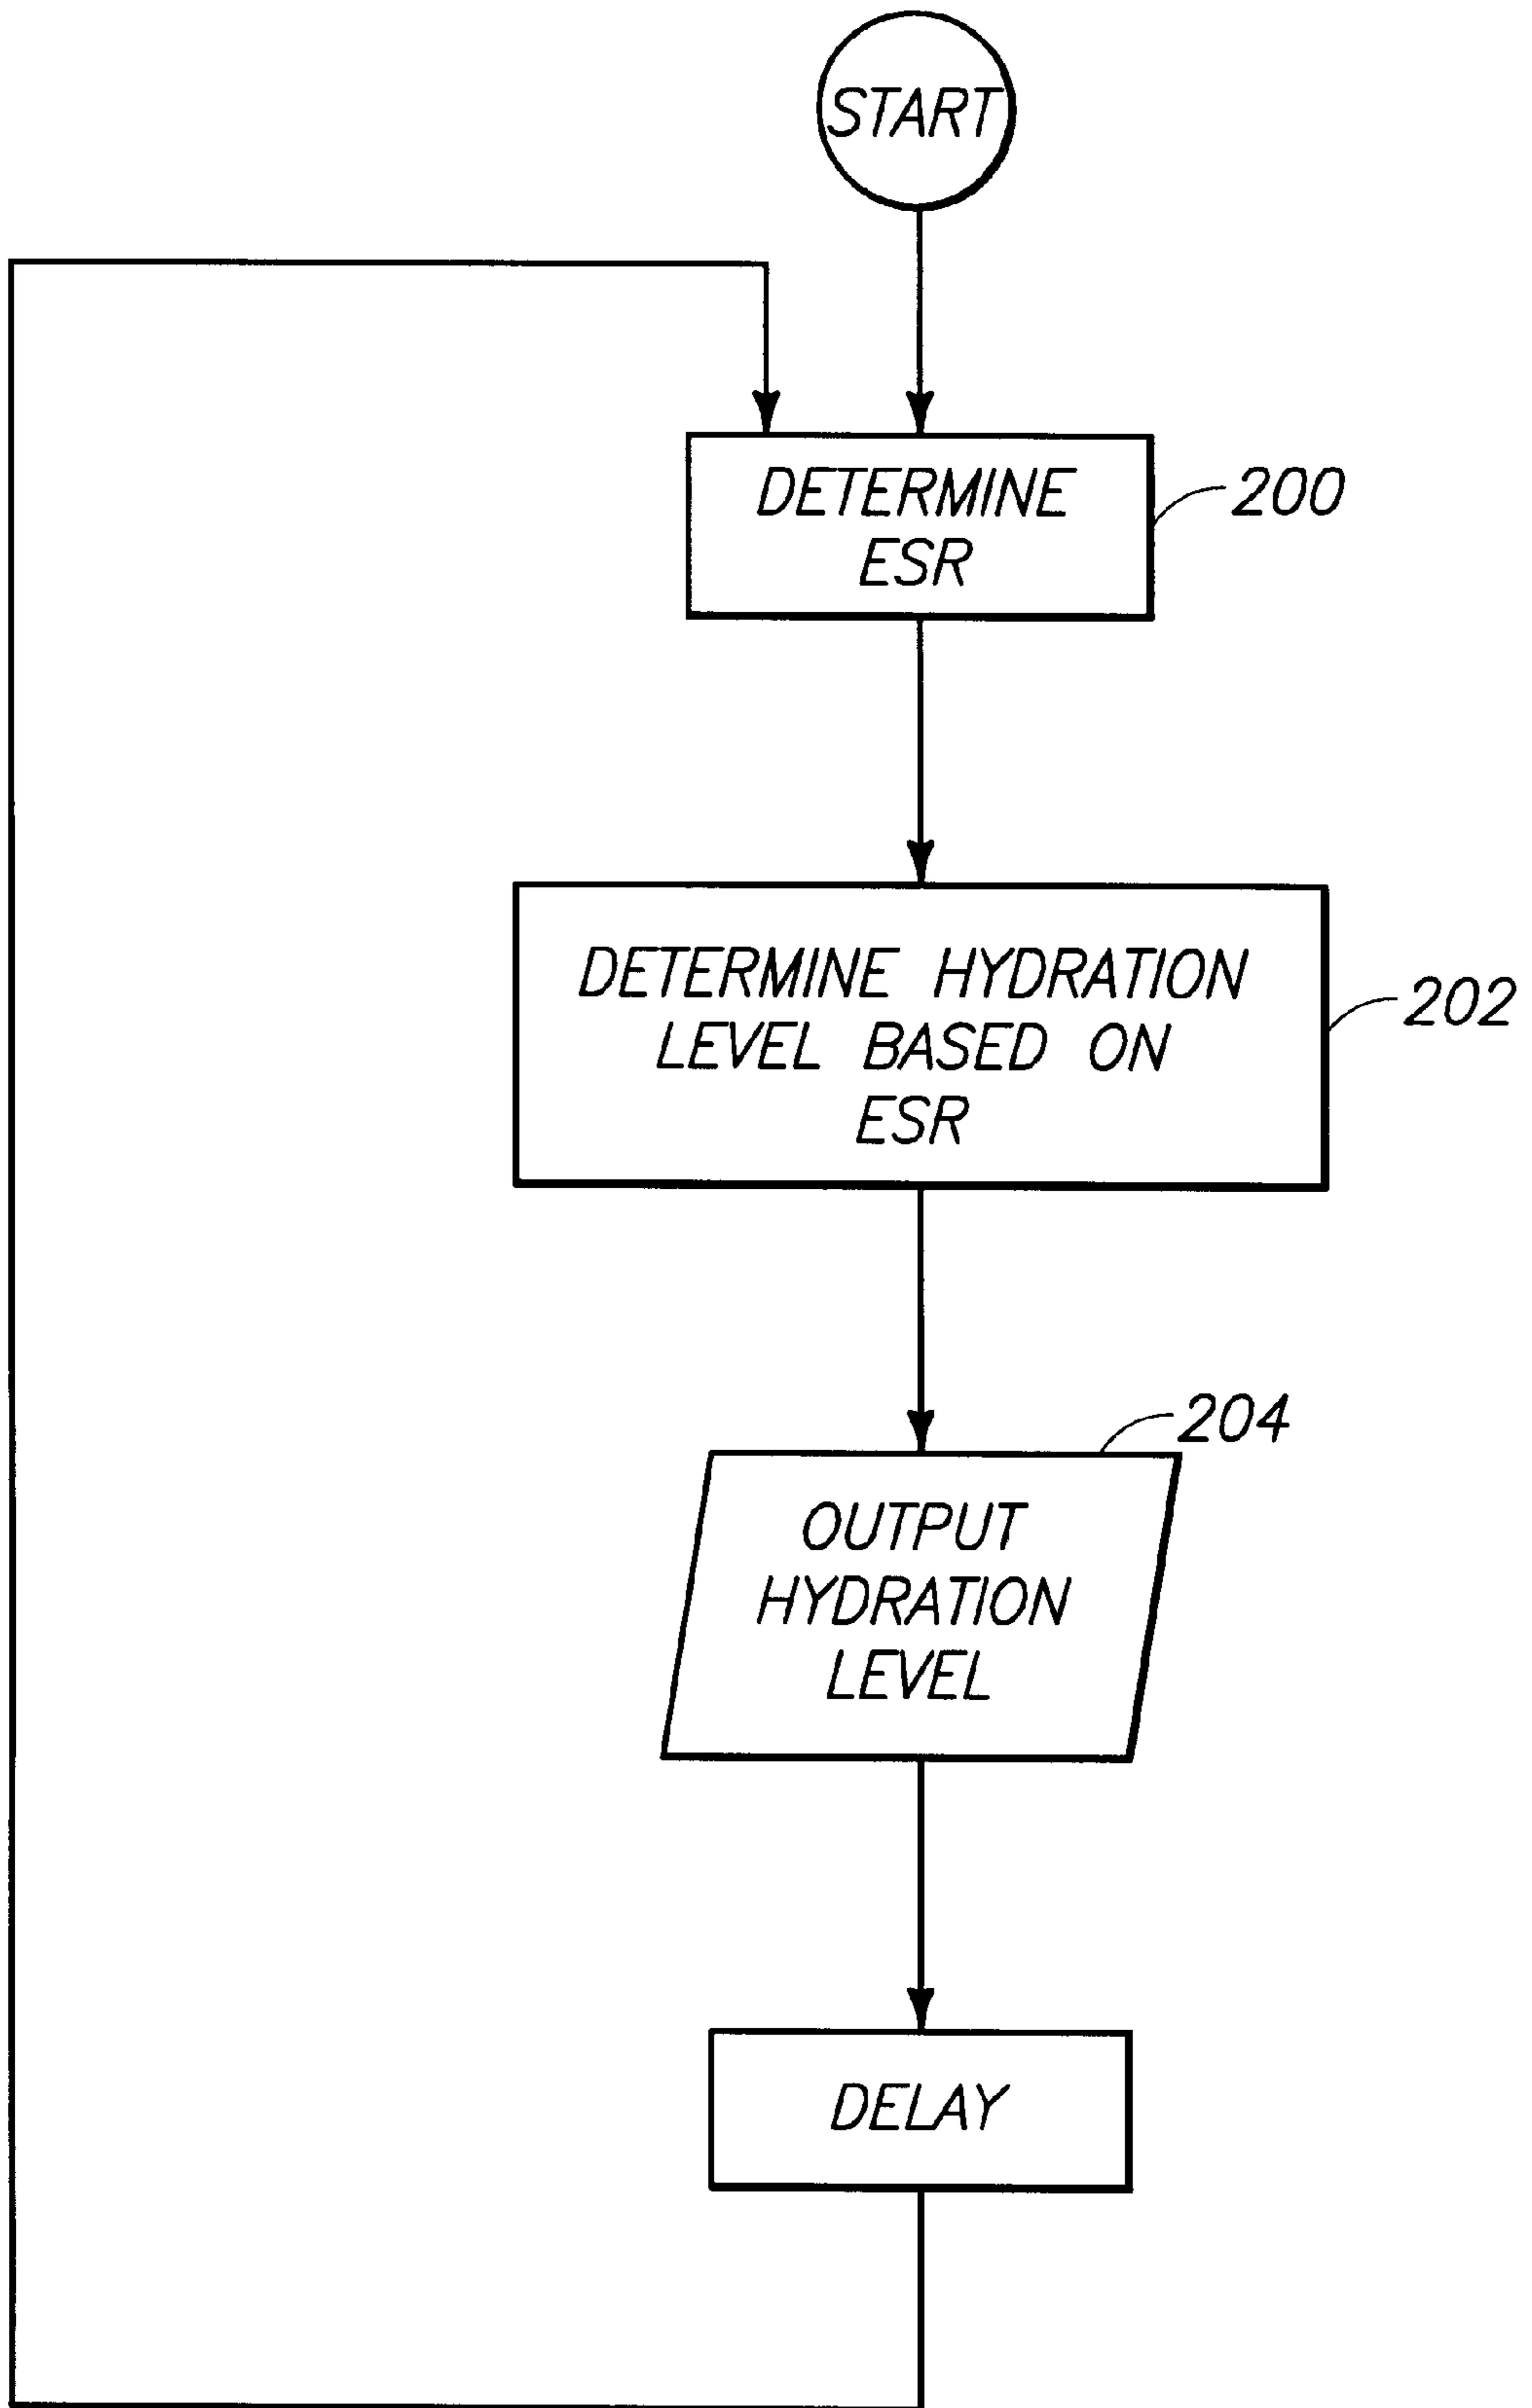 START
DETERMINE
ESR
200
DETERMINE HYDRATION
LEVEL BASED ON
ESR
202
204
OUTPUT
HYDRATION
LEVEL
DELAY